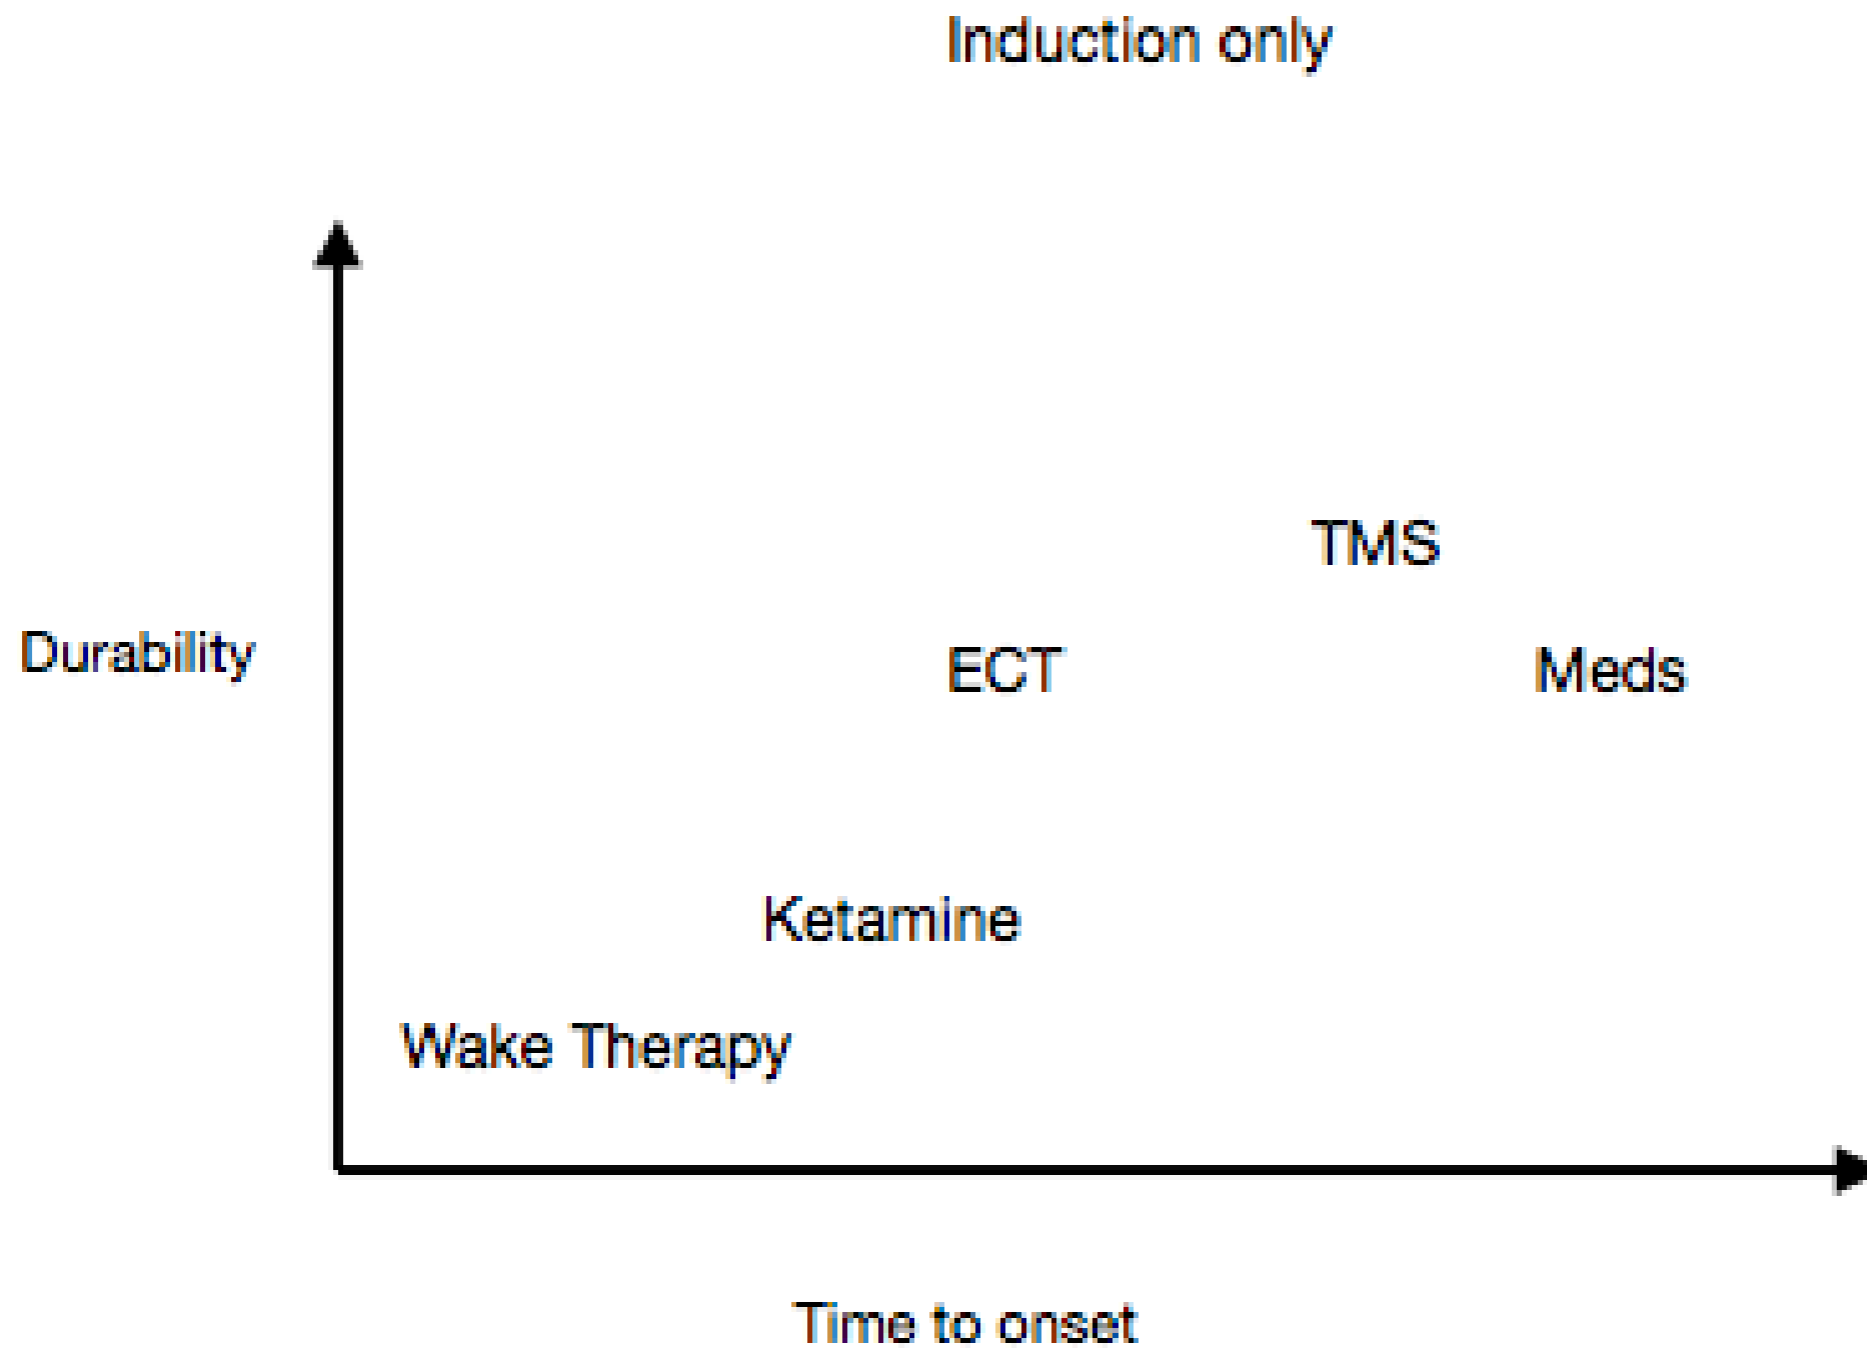 Induction only
TMS
Durability
ECT
Meds
Ketamine
Wake Therapy
Time to onset